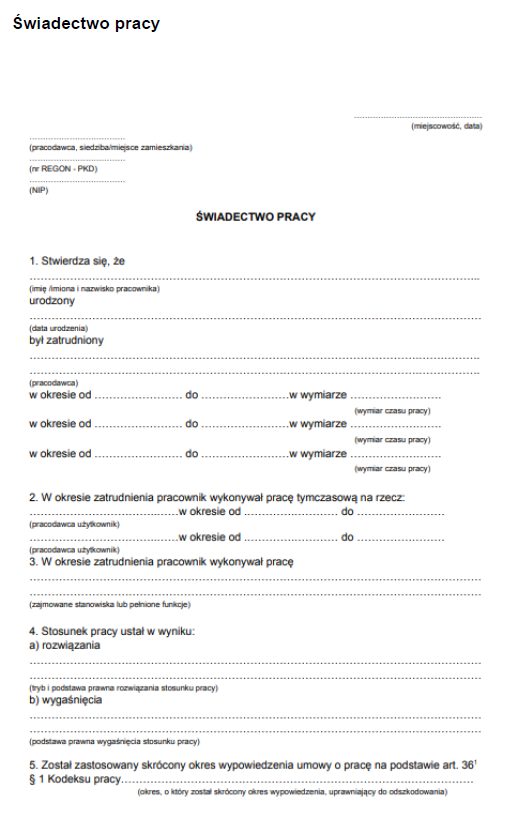 Świadectwo pracy
........................................
(miejscowość, data)
........................................
(pracodawca, siedziba/miejsce zamieszkania)
........................................
(nr REGON - PKD)
........................................
(NIP)
ŚWIADECTWO PRACY
1. Stwierdza się, że
........................................
(imię /imiona i nazwisko pracownika)
urodzony
........................................
(data urodzenia)
był zatrudniony
........................................
........................................
(pracodawca)
w okresie od ............................ do ............................w wymiarze ............................
(wymiar czasu pracy)
w okresie od ............................ do ............................w wymiarze ............................
(wymiar czasu pracy)
w okresie od ............................ do ............................w wymiarze ............................
(wymiar czasu pracy)
2. W okresie zatrudnienia pracownik wykonywał pracę tymczasową na rzecz:
............................w okresie od ............................ do ............................
(pracodawca użytkownik)
............................w okresie od ............................ do ............................
(pracodawca użytkownik)
3. W okresie zatrudnienia pracownik wykonywał pracę
........................................
........................................
(zajmowane stanowiska lub pełnione funkcje)
4. Stosunek pracy ustał w wyniku:
a) rozwiązania
........................................
........................................
(tryb i podstawa prawna rozwiązania stosunku pracy)
b) wygaśnięcia
........................................
........................................
(podstawa prawna wygaśnięcia stosunku pracy)
5. Został zastosowany skrócony okres wypowiedzenia umowy o pracę na podstawie art. 36¹
§ 1 Kodeksu pracy........................................
(okres, o który został skrócony okres wypowiedzenia, uprawniający do odszkodowania)